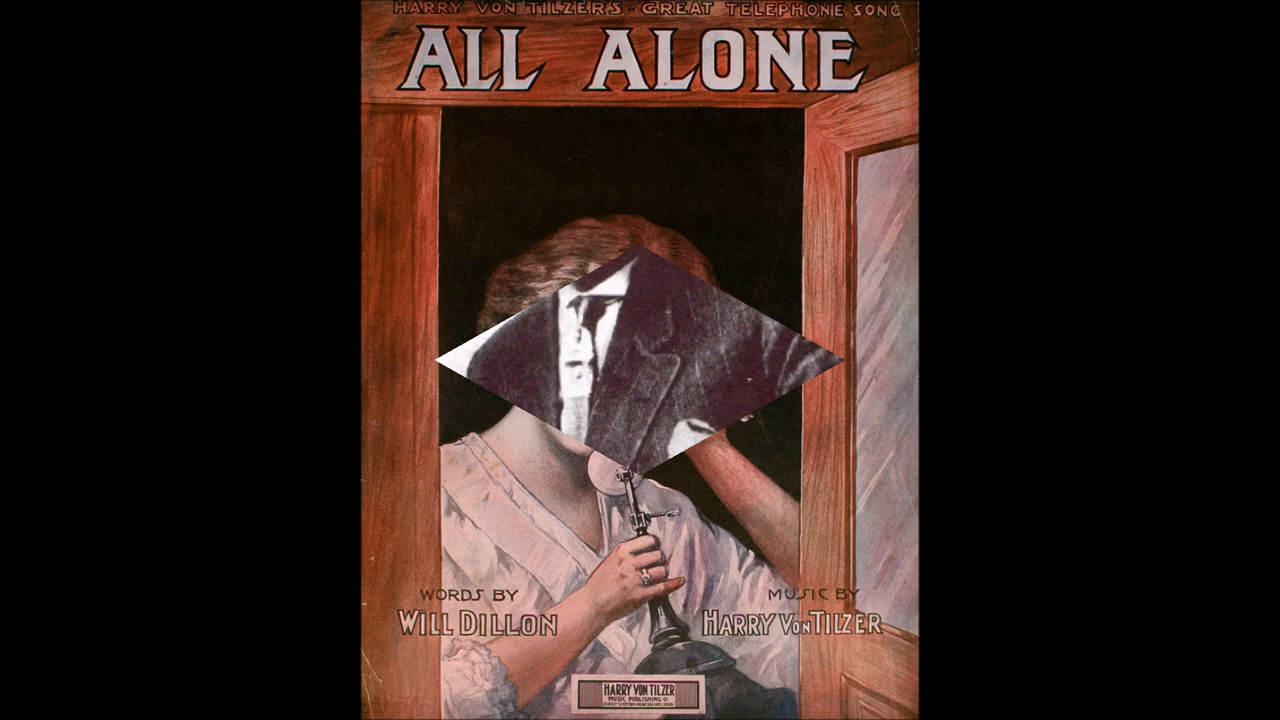 HARRY VON TILZER'S - GREAT TELEPHONE SONG
ALL ALONE
WORDS BY
WILL DILLON
MUSIC BY
HARRY VON TILZER
HARRY VON TILZER
MUSIC PUBLISHING Co